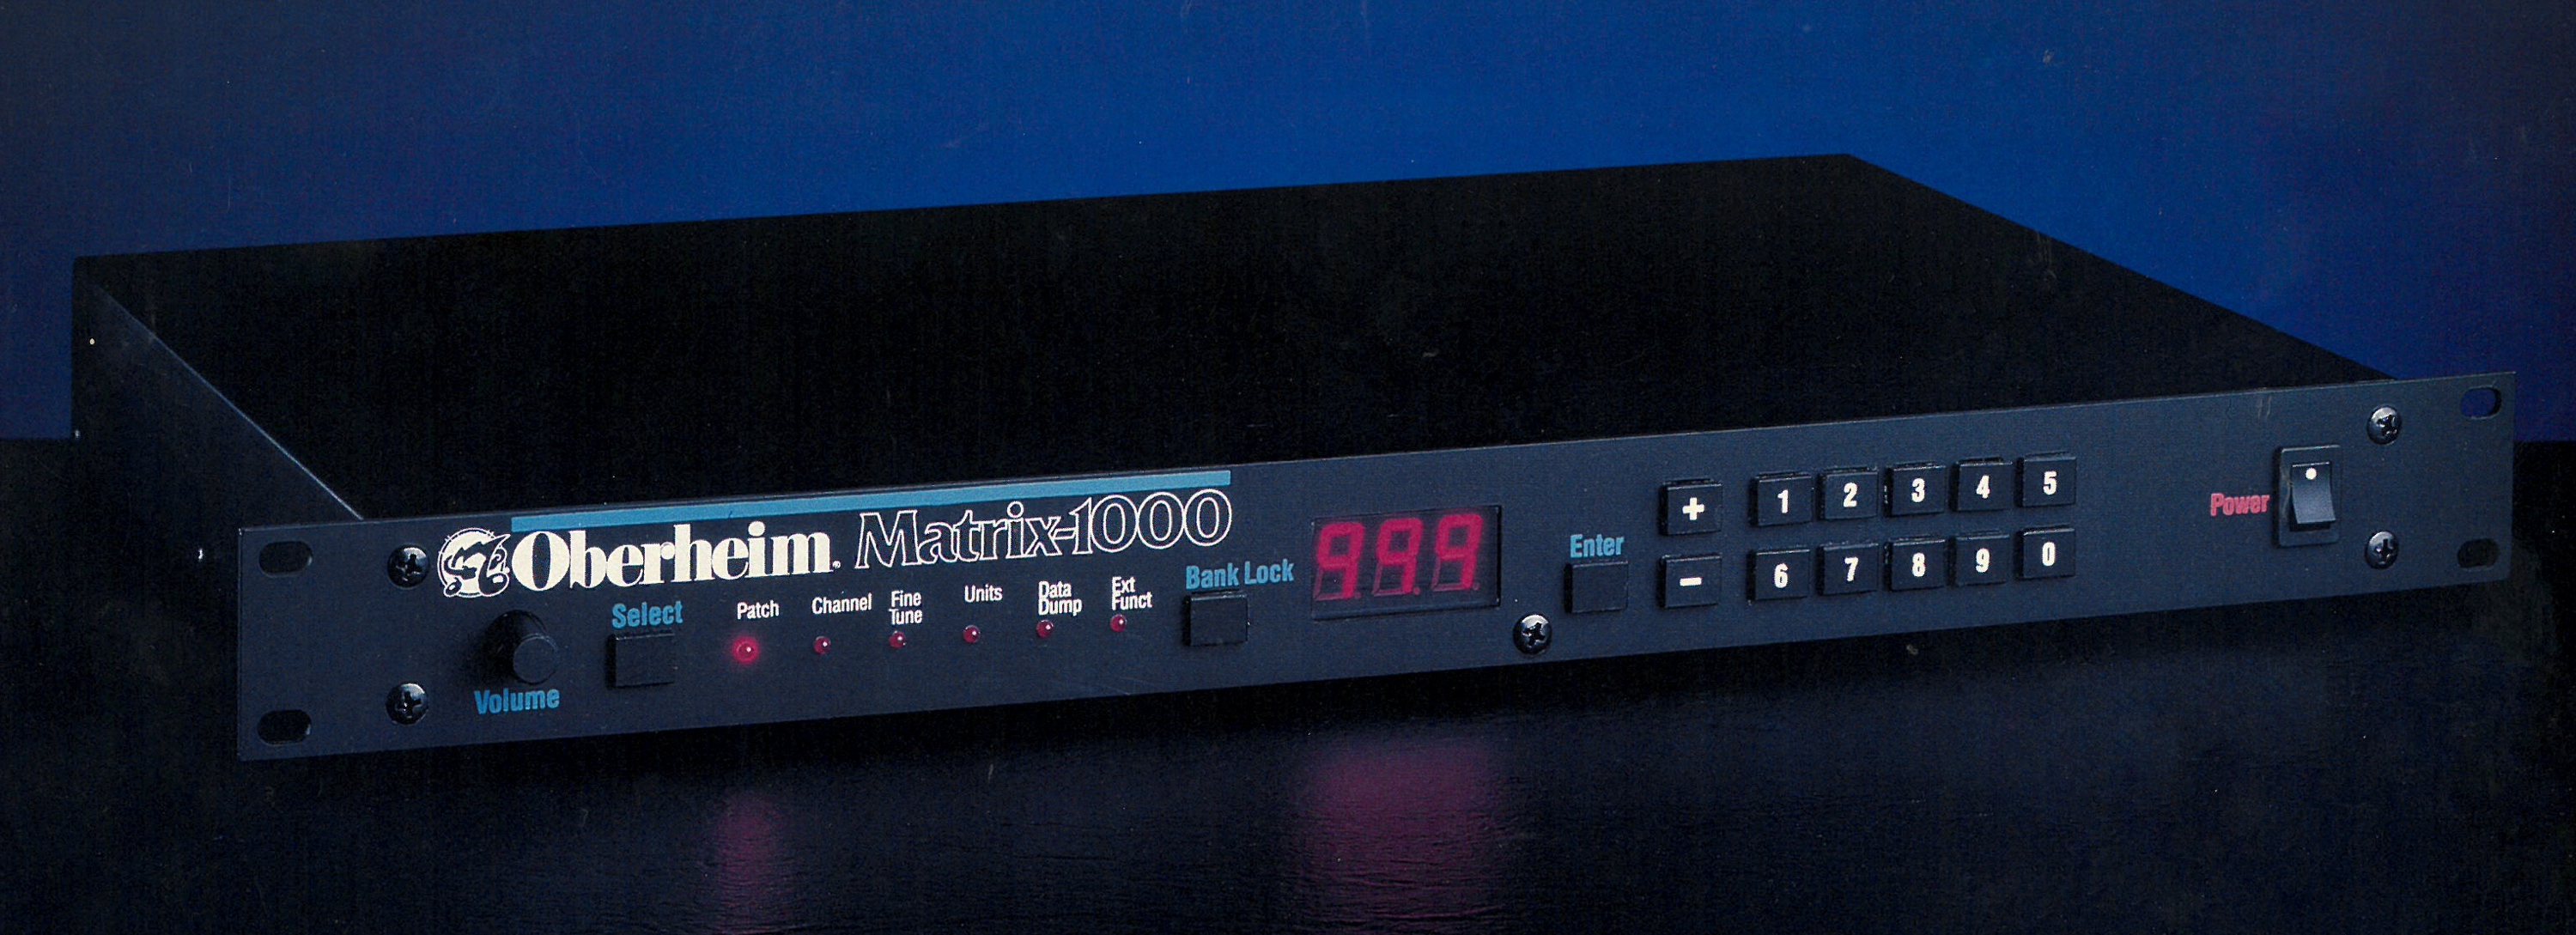 Oberheim. Matrix-1000
Volume
Select
Patch
Channel
Fine
Tune
Units
Data
Dump
Ext
Funct
Bank Lock
999
Enter
+
1 2 3 4 5
−
6 7 8 9 0
Power